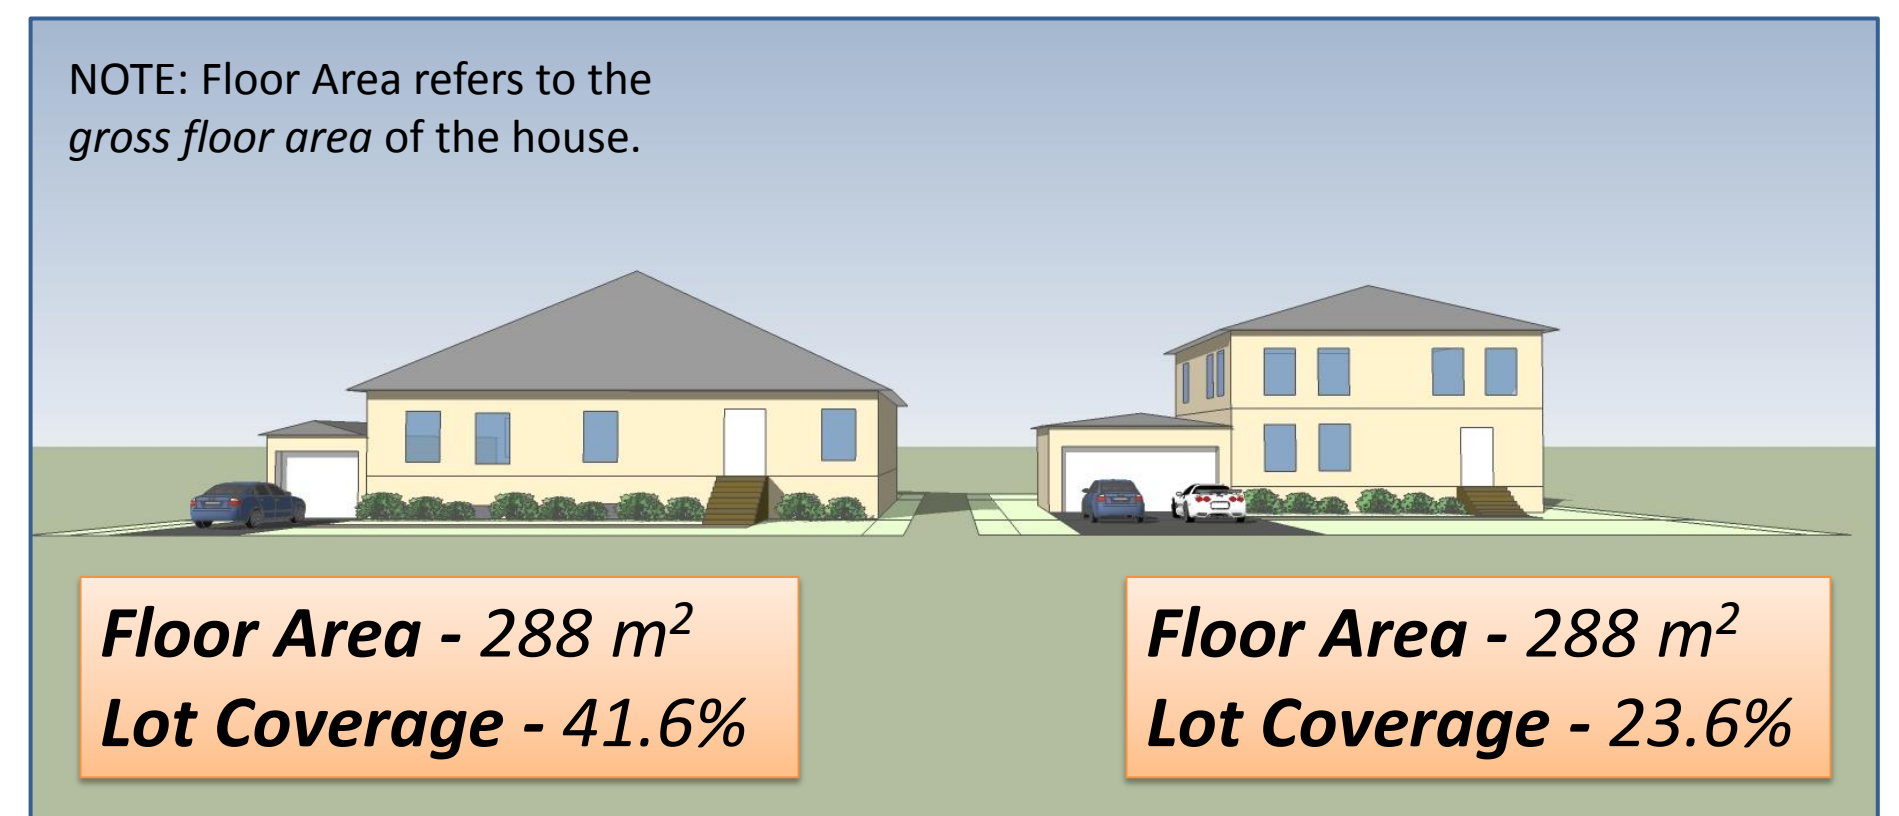 NOTE: Floor Area refers to the
gross floor area of the house.
Floor Area - 288 m²
Lot Coverage - 41.6%
Floor Area - 288 m²
Lot Coverage - 23.6%